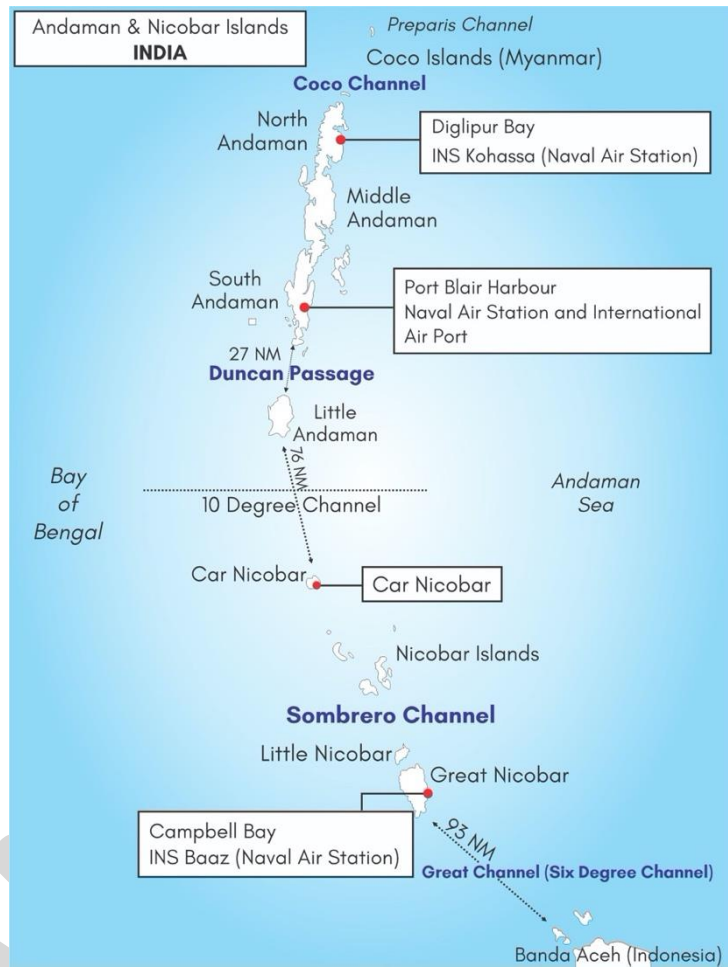 Andaman & Nicobar Islands
INDIA
Preparis Channel
Coco Islands (Myanmar)
Coco Channel
North
Andaman
Diglipur Bay
INS Kohassa (Naval Air Station)
Middle
Andaman
South
Andaman
Port Blair Harbour
Naval Air Station and International
Air Port
27 NM
Duncan Passage
Little
Andaman
76 NM
Bay
of
Bengal
10 Degree Channel
Andaman
Sea
Car Nicobar
Car Nicobar
Nicobar Islands
Sombrero Channel
Little Nicobar
Great Nicobar
Campbell Bay
INS Baaz (Naval Air Station)
93 NM
Great Channel (Six Degree Channel)
Banda Aceh (Indonesia)